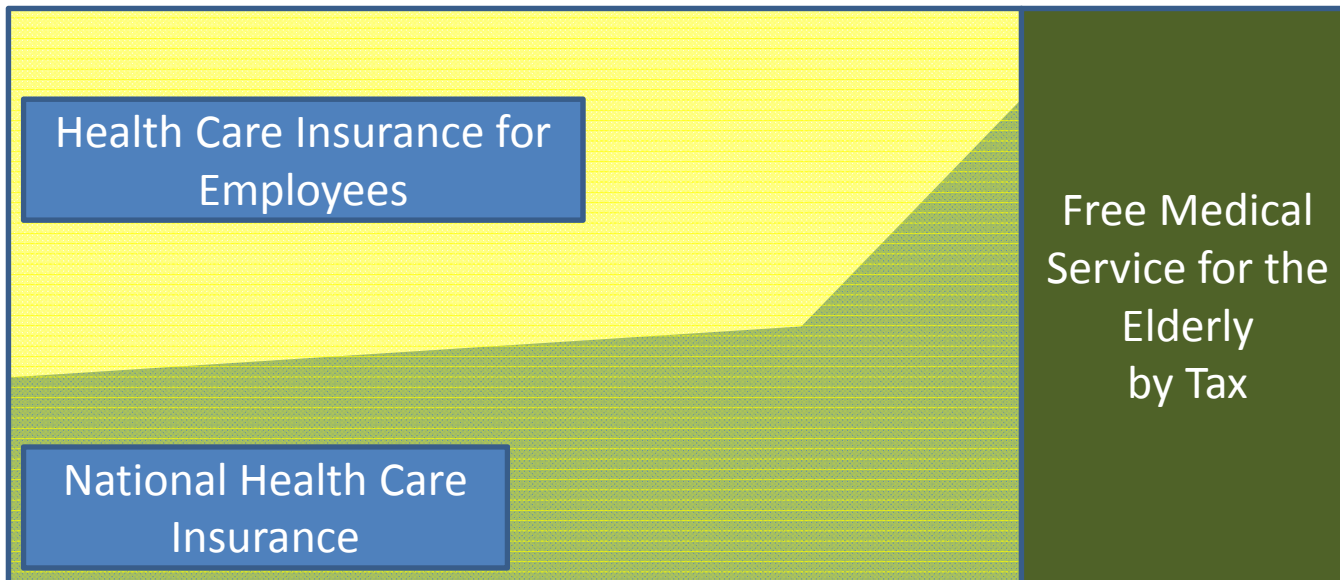 Health Care Insurance for
Employees
National Health Care
Insurance
Free Medical
Service for the
Elderly
by Tax